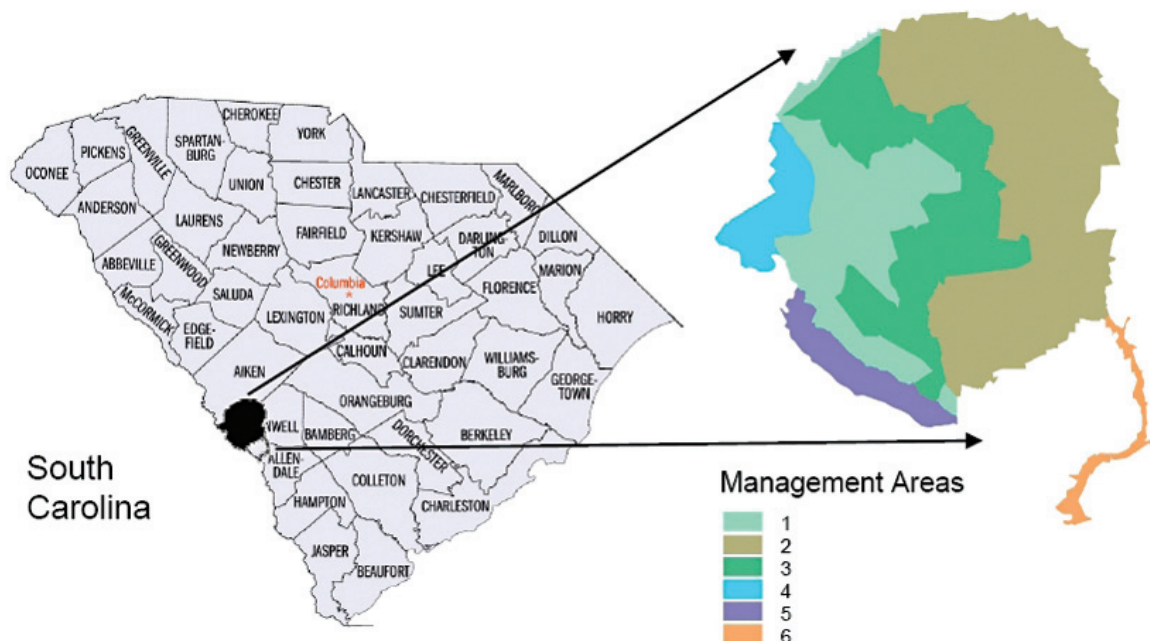 CHEROKEE
YORK
SPARTAN-
BURG
GREENVILLE
PICKENS
OCONEE
UNION
CHESTER
LANCASTER
CHESTERFIELD
MARLBORO
ANDERSON
LAURENS
FAIRFIELD
KERSHAW
DARLING-
TON
DILLON
NEWBERRY
GREENWOOD
ABBEVILLE
LEE
MARION
Columbia
*
SALUDA
FLORENCE
McCORMICK
RICHLAND
SUMTER
LEXINGTON
HORRY
EDGE-
FIELD
CALHOUN
CLARENDON
WILLIAMS-
BURG
AIKEN
GEORGE-
TOWN
ORANGEBURG
NWELL
BAMBERG
DORCHESTER
BERKELEY
ALLEN-
DALE
COLLETON
South
Carolina
HAMPTON
CHARLESTON
JASPER
BEAUFORT
Management Areas
1
2
3
4
5
6